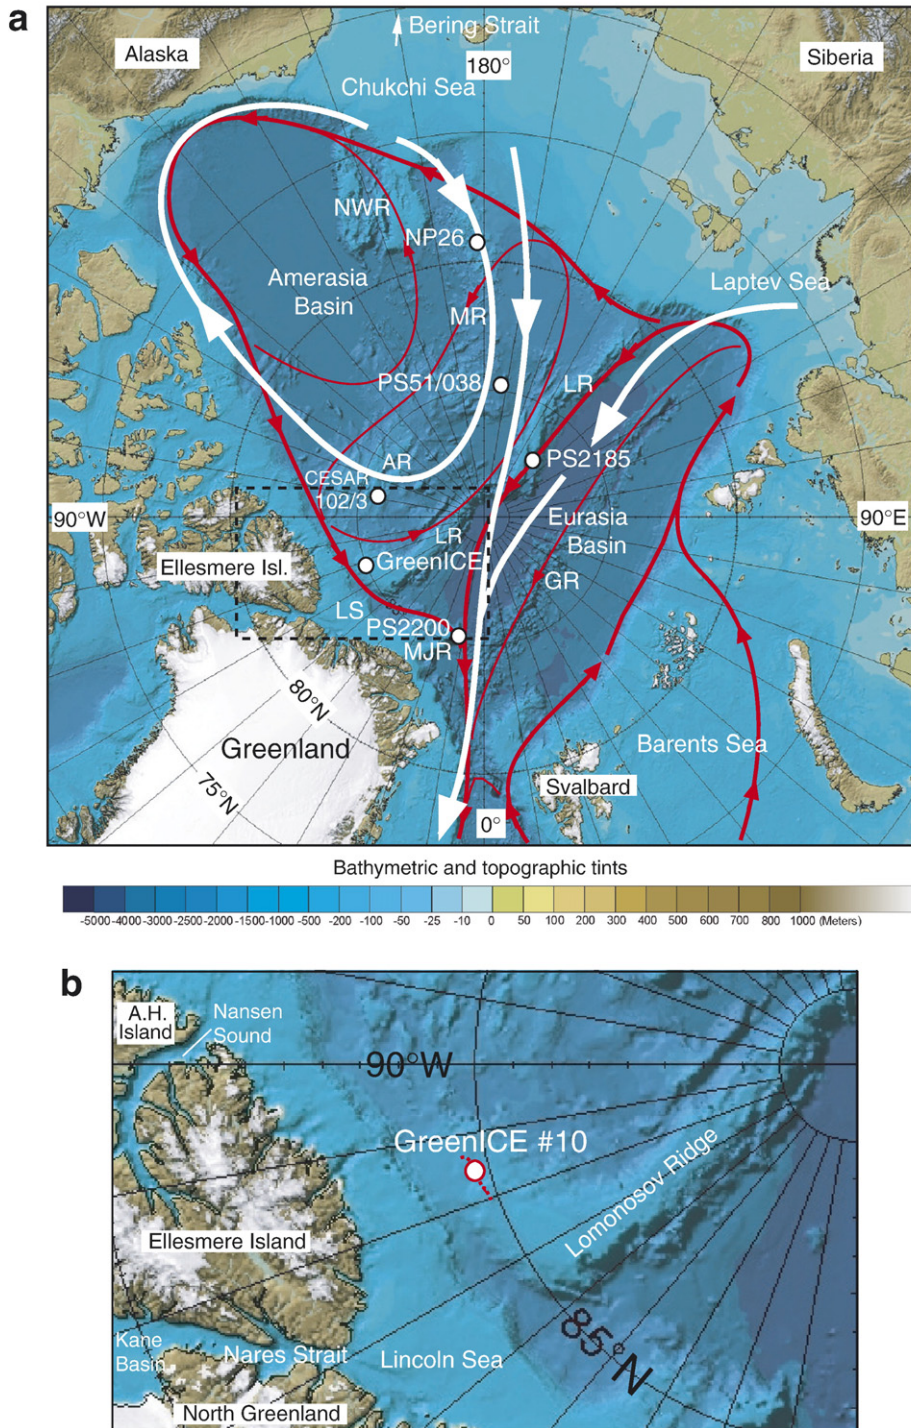 a
Bering Strait
Alaska
180°
Siberia
Chukchi Sea
NWR
NP26
Amerasia
Basin
Laptev Sea
MR
PS51/038
LR
AR
PS2185
CESAR
102/3
90°W
90°E
Eurasia
Basin
LR
GreenICE
Ellesmere Isl.
GR
LS
PS2200
MJR
80°N
Greenland
Barents Sea
75°N
Svalbard
0°
Bathymetric and topographic tints
-5000 -4000 -3000 -2500 -2000 -1500 -1000 -500 -200 -100 -50 -25 -10 0 50 100 200 300 400 500 600 700 800 1000 (Meters)
b
A.H.
Island
Nansen
Sound
90°W
GreenICE #10
Lomonosov Ridge
Ellesmere Island
85°N
Kane
Basin
Nares Strait
Lincoln Sea
North Greenland